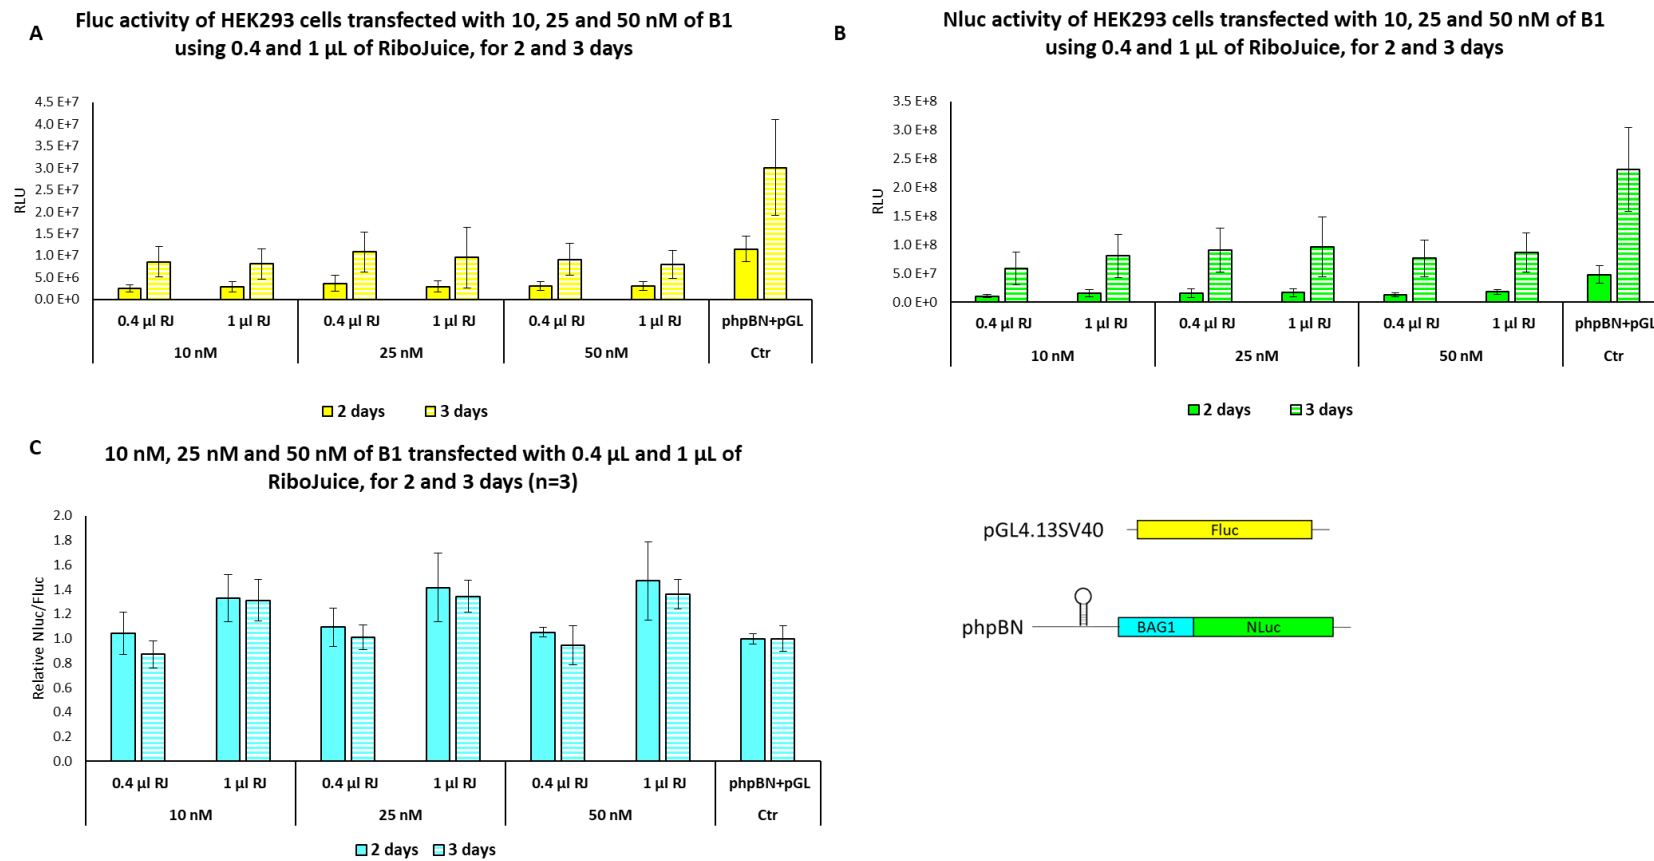 A
Fluc activity of HEK293 cells transfected with 10, 25 and 50 nM of B1
using 0.4 and 1 µL of RiboJuice, for 2 and 3 days
RLU
4.5 E+7
4.0 E+7
3.5 E+7
3.0 E+7
2.5 E+7
2.0 E+7
1.5 E+7
1.0 E+7
5.0 E+6
0.0 E+0
0.4 µl RJ 1 µl RJ 0.4 µl RJ 1 µl RJ 0.4 µl RJ 1 µl RJ phpBN+pGL
10 nM 25 nM 50 nM Ctr
2 days 3 days
B
Nluc activity of HEK293 cells transfected with 10, 25 and 50 nM of B1
using 0.4 and 1 µL of RiboJuice, for 2 and 3 days
RLU
3.5 E+8
3.0 E+8
2.5 E+8
2.0 E+8
1.5 E+8
1.0 E+8
5.0 E+7
0.0 E+0
0.4 µl RJ 1 µl RJ 0.4 µl RJ 1 µl RJ 0.4 µl RJ 1 µl RJ phpBN+pGL
10 nM 25 nM 50 nM Ctr
2 days 3 days
C
10 nM, 25 nM and 50 nM of B1 transfected with 0.4 µL and 1 µL of
RiboJuice, for 2 and 3 days (n=3)
Relative Nluc/Fluc
2.0
1.8
1.6
1.4
1.2
1.0
0.8
0.6
0.4
0.2
0.0
0.4 µl RJ 1 µl RJ 0.4 µl RJ 1 µl RJ 0.4 µl RJ 1 µl RJ phpBN+pGL
10 nM 25 nM 50 nM Ctr
2 days 3 days
pGL4.13SV40 Fluc
phpBN BAG1 NLuc